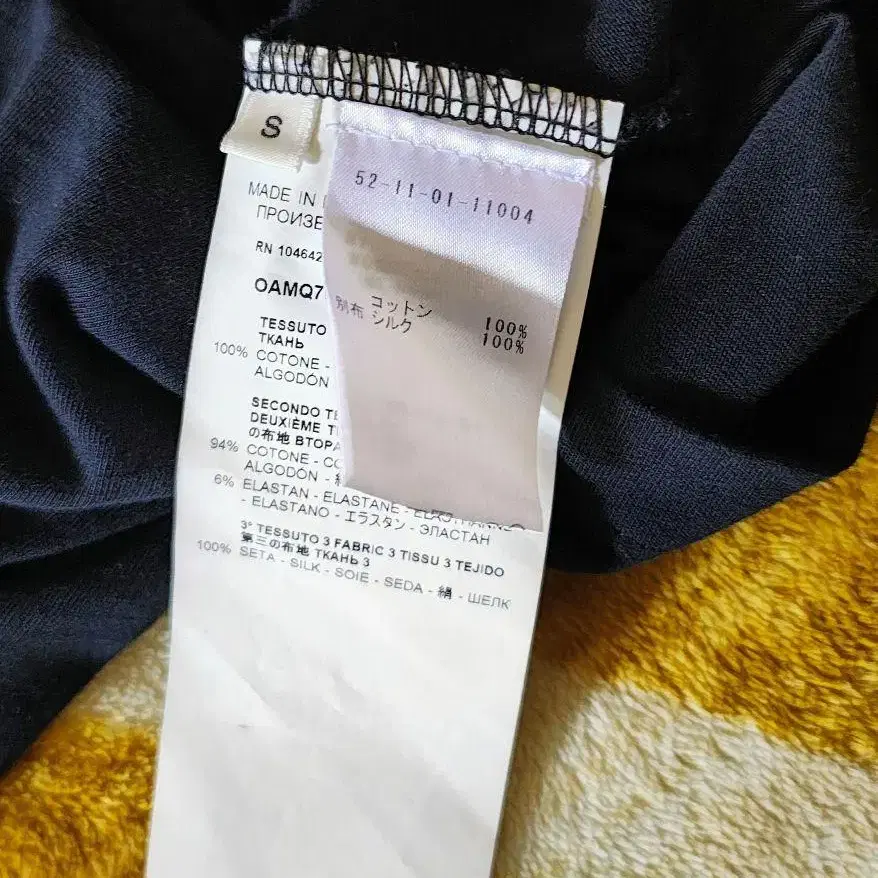 S
52-11-01-11004
コットン 100%
別布 シルク 100%
MADE IN
ПРОИЗЕ
RN 104642
OAMQ7
TESSUTO
ТКАНЬ
100% COTONE -
ALGODÓN
SECONDO TE
DEUXIÈME TI
の布地 ВТОРА
94% COTONE - CO
ALGODÓN -
6% ELASTAN - ELASTANE - ELASTHANNE
- ELASTANO - エラスタン - ЭЛАСТАН
3° TESSUTO 3 FABRIC 3 TISSU 3 TEJIDO
第三の布地 ТКАНЬ 3
100% SETA - SILK - SOIE - SEDA - 絹 - ШЕЛК